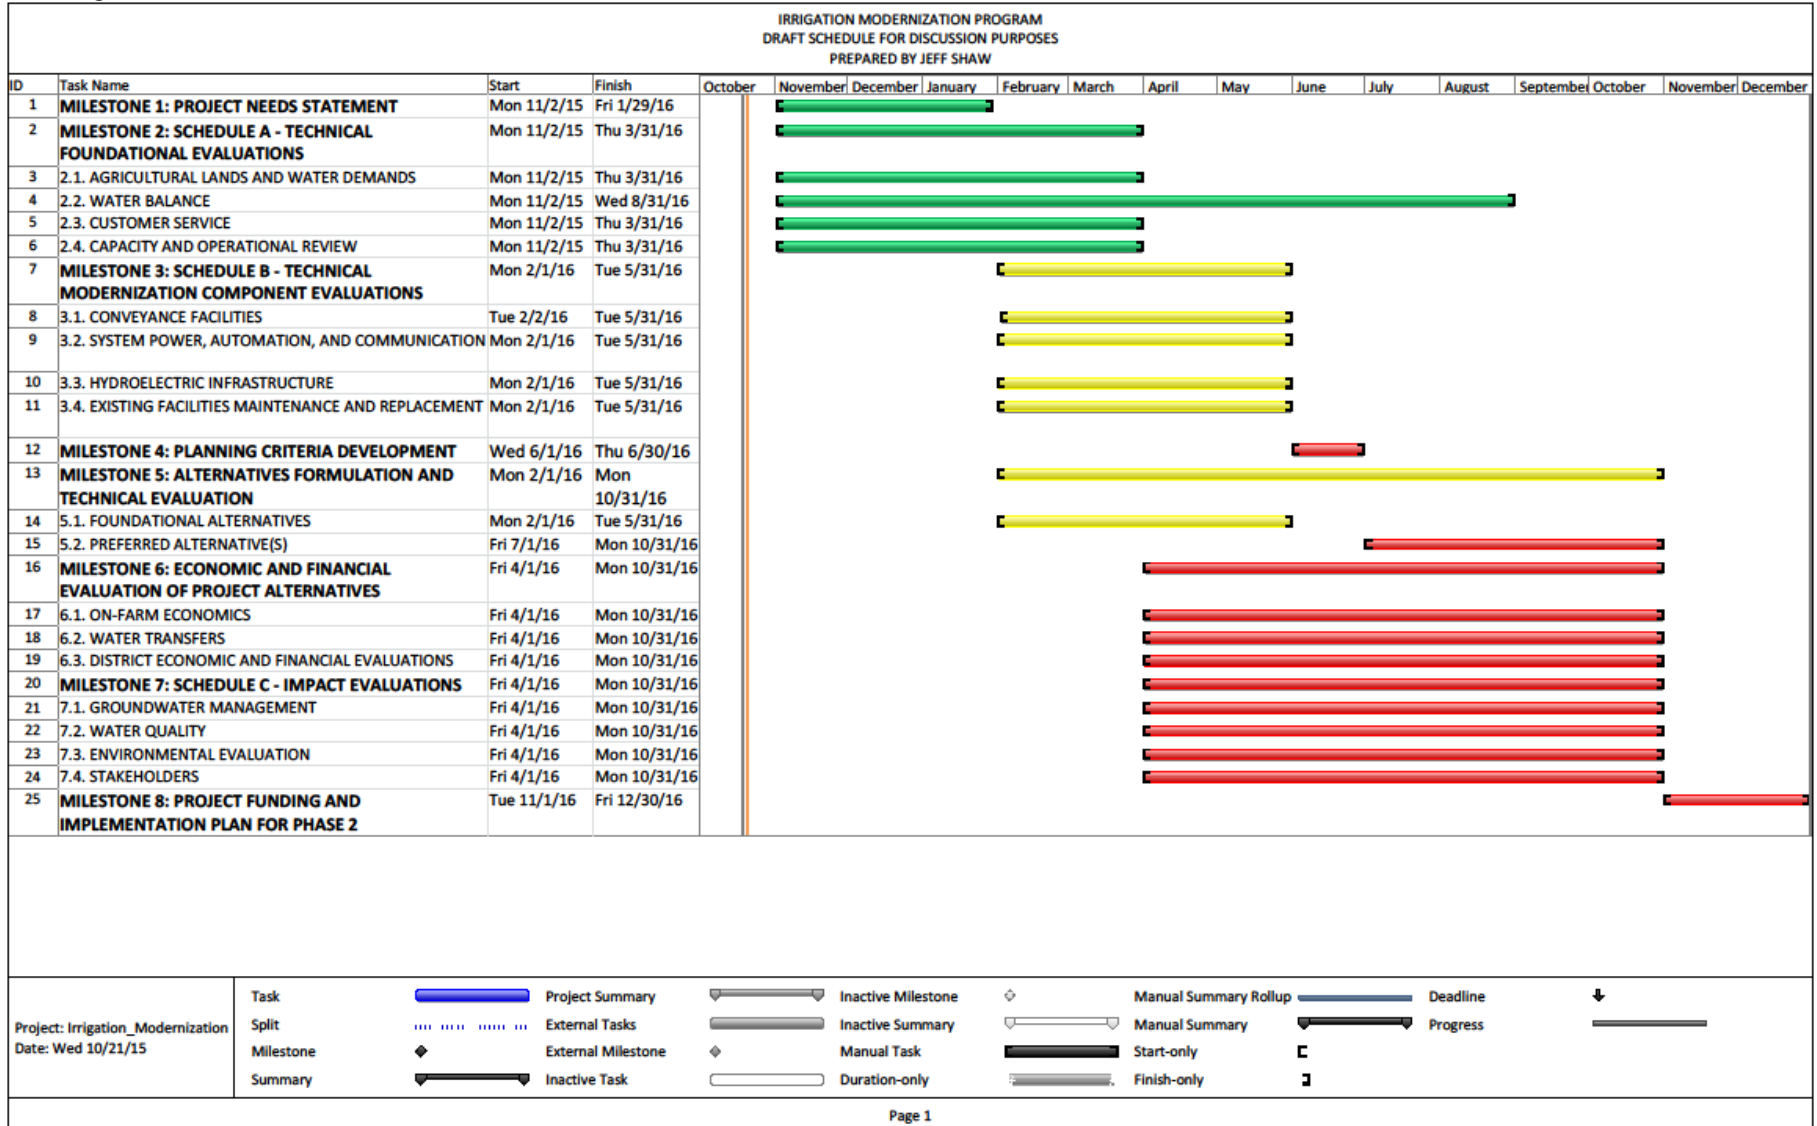 IRRIGATION MODERNIZATION PROGRAM
DRAFT SCHEDULE FOR DISCUSSION PURPOSES
PREPARED BY JEFF SHAW
ID Task Name Start Finish October November December January February March April May June July August September October November December
1 MILESTONE 1: PROJECT NEEDS STATEMENT Mon 11/2/15 Fri 1/29/16
2 MILESTONE 2: SCHEDULE A - TECHNICAL Mon 11/2/15 Thu 3/31/16
FOUNDATIONAL EVALUATIONS
3 2.1. AGRICULTURAL LANDS AND WATER DEMANDS Mon 11/2/15 Thu 3/31/16
4 2.2. WATER BALANCE Mon 11/2/15 Wed 8/31/16
5 2.3. CUSTOMER SERVICE Mon 11/2/15 Thu 3/31/16
6 2.4. CAPACITY AND OPERATIONAL REVIEW Mon 11/2/15 Thu 3/31/16
7 MILESTONE 3: SCHEDULE B - TECHNICAL Mon 2/1/16 Tue 5/31/16
MODERNIZATION COMPONENT EVALUATIONS
8 3.1. CONVEYANCE FACILITIES Tue 2/2/16 Tue 5/31/16
9 3.2. SYSTEM POWER, AUTOMATION, AND COMMUNICATION Mon 2/1/16 Tue 5/31/16
10 3.3. HYDROELECTRIC INFRASTRUCTURE Mon 2/1/16 Tue 5/31/16
11 3.4. EXISTING FACILITIES MAINTENANCE AND REPLACEMENT Mon 2/1/16 Tue 5/31/16
12 MILESTONE 4: PLANNING CRITERIA DEVELOPMENT Wed 6/1/16 Thu 6/30/16
13 MILESTONE 5: ALTERNATIVES FORMULATION AND Mon 2/1/16 Mon
TECHNICAL EVALUATION 10/31/16
14 5.1. FOUNDATIONAL ALTERNATIVES Mon 2/1/16 Tue 5/31/16
15 5.2. PREFERRED ALTERNATIVE(S) Fri 7/1/16 Mon 10/31/16
16 MILESTONE 6: ECONOMIC AND FINANCIAL Fri 4/1/16 Mon 10/31/16
EVALUATION OF PROJECT ALTERNATIVES
17 6.1. ON-FARM ECONOMICS Fri 4/1/16 Mon 10/31/16
18 6.2. WATER TRANSFERS Fri 4/1/16 Mon 10/31/16
19 6.3. DISTRICT ECONOMIC AND FINANCIAL EVALUATIONS Fri 4/1/16 Mon 10/31/16
20 MILESTONE 7: SCHEDULE C - IMPACT EVALUATIONS Fri 4/1/16 Mon 10/31/16
21 7.1. GROUNDWATER MANAGEMENT Fri 4/1/16 Mon 10/31/16
22 7.2. WATER QUALITY Fri 4/1/16 Mon 10/31/16
23 7.3. ENVIRONMENTAL EVALUATION Fri 4/1/16 Mon 10/31/16
24 7.4. STAKEHOLDERS Fri 4/1/16 Mon 10/31/16
25 MILESTONE 8: PROJECT FUNDING AND Tue 11/1/16 Fri 12/30/16
IMPLEMENTATION PLAN FOR PHASE 2
Project: Irrigation_Modernization
Date: Wed 10/21/15
Task Project Summary Inactive Milestone Manual Summary Rollup Deadline
Split External Tasks Inactive Summary Manual Summary Progress
Milestone External Milestone Manual Task Start-only
Summary Inactive Task Duration-only Finish-only
Page 1